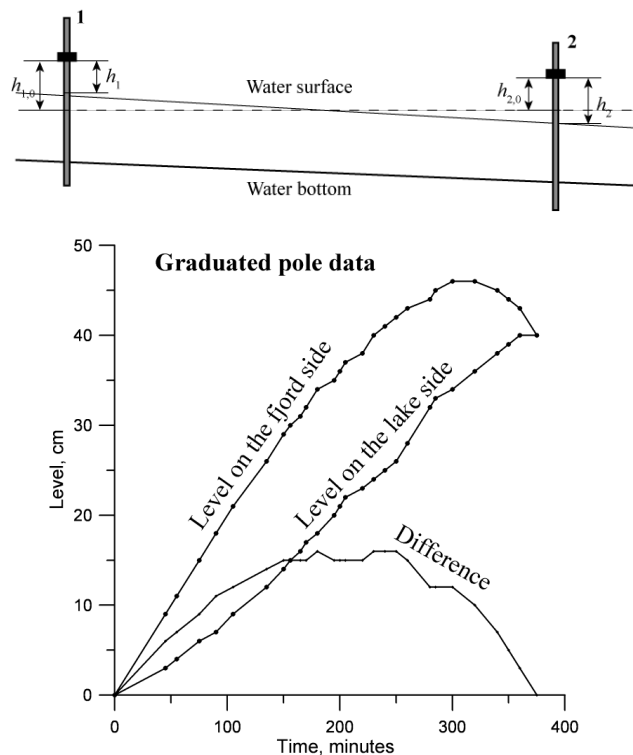 1
2
h1,0
h1
Water surface
h2,0
h2
Water bottom
Graduated pole data
50
40
30
20
10
0
Level, cm
Level on the fjord side
Level on the lake side
Difference
0
100
200
300
400
Time, minutes